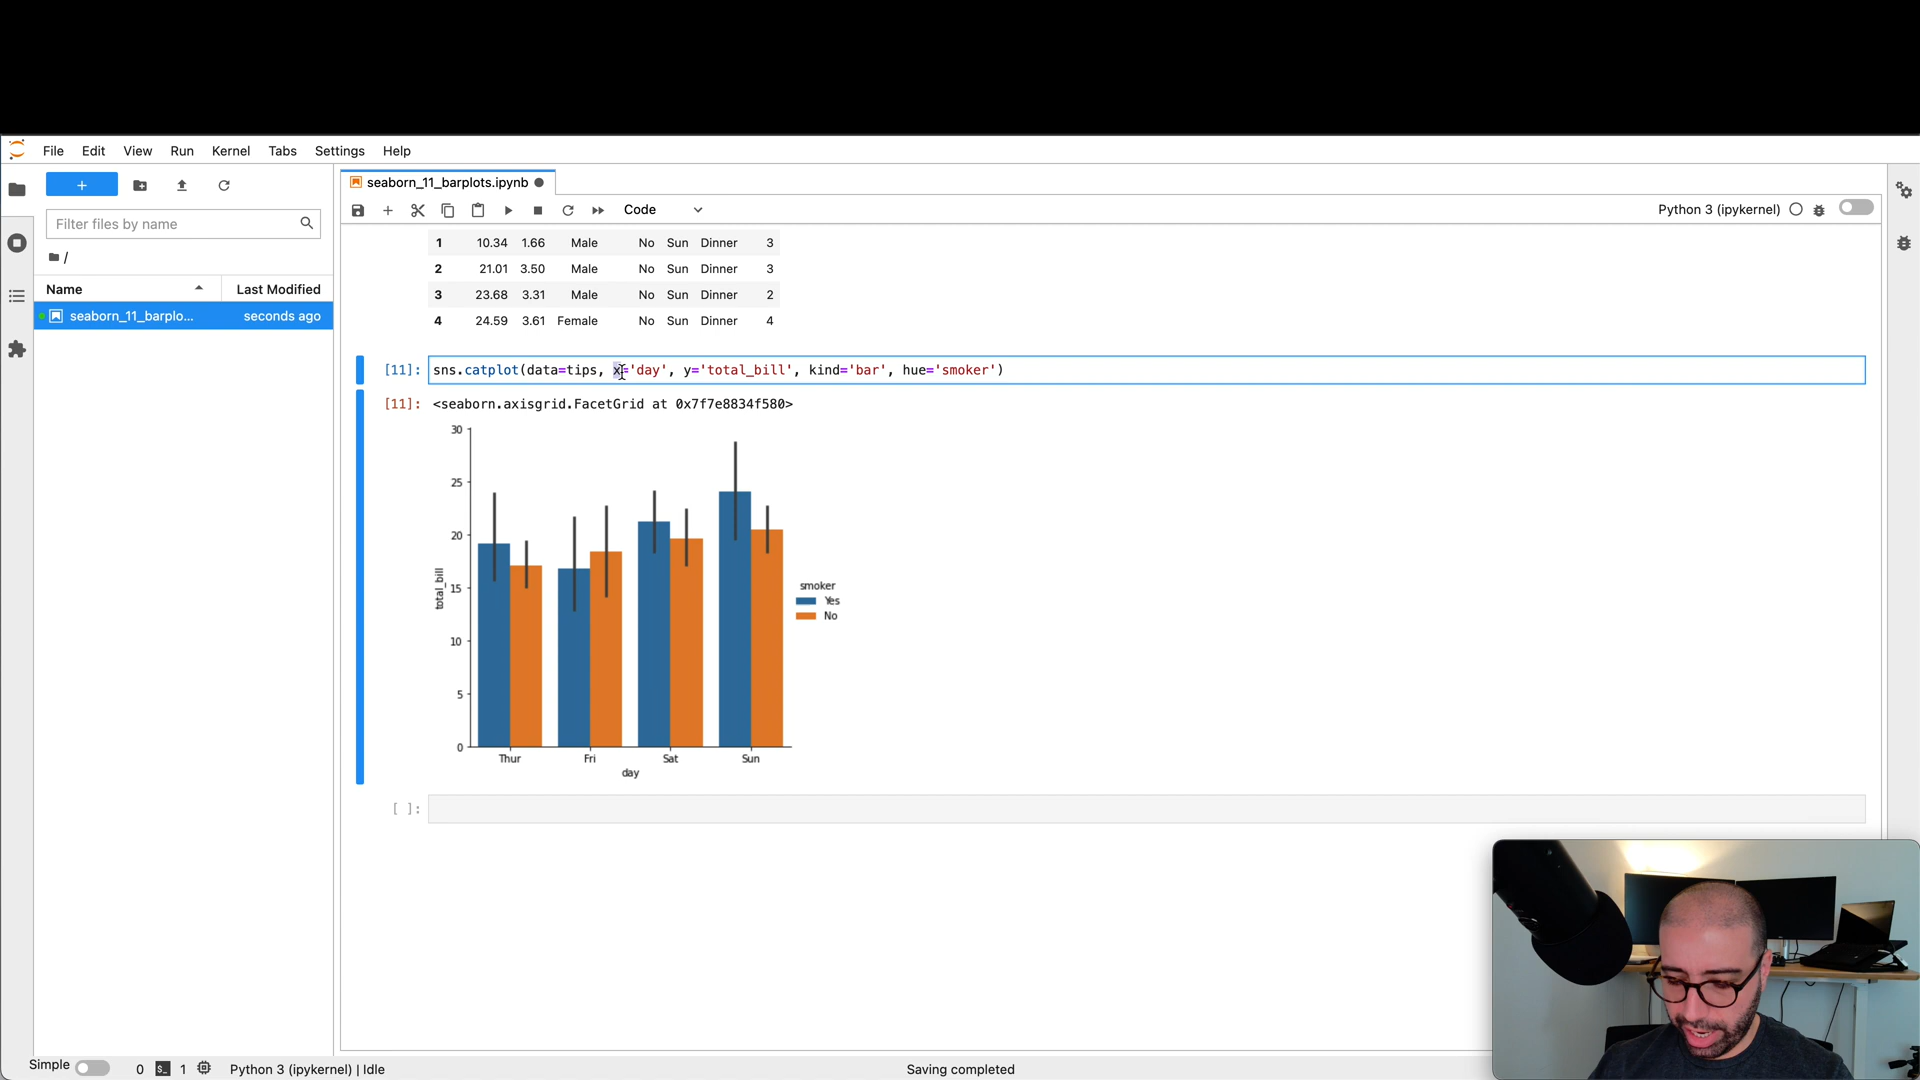 File Edit View Run Kernel Tabs Settings Help
seaborn_11_barplots.ipynb
Code
Python 3 (ipykernel)
Filter files by name
/
Name Last Modified
seaborn_11_barplo... seconds ago
1 10.34 1.66 Male No Sun Dinner 3
2 21.01 3.50 Male No Sun Dinner 3
3 23.68 3.31 Male No Sun Dinner 2
4 24.59 3.61 Female No Sun Dinner 4
[11]: sns.catplot(data=tips, x='day', y='total_bill', kind='bar', hue='smoker')
[11]: <seaborn.axisgrid.FacetGrid at 0x7f7e8834f580>
30
25
20
15
10
5
0
total_bill
smoker
Yes
No
Thur Fri Sat Sun
day
[ ]:
Simple 0 1 Python 3 (ipykernel) | Idle Saving completed